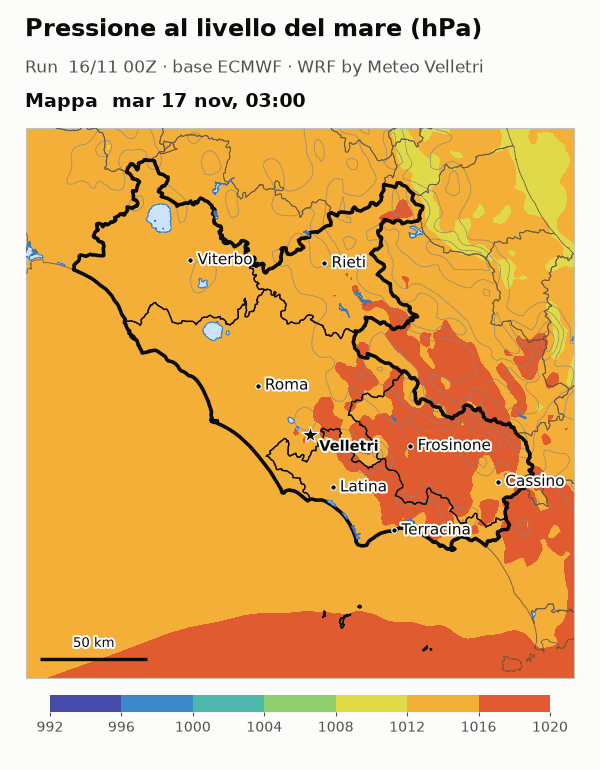 Pressione al livello del mare (hPa)
Run  16/11 00Z · base ECMWF · WRF by Meteo Velletri
Mappa  mar 17 nov, 03:00
Viterbo
Rieti
Roma
Velletri
Frosinone
Cassino
Latina
Terracina
50 km
992 996 1000 1004 1008 1012 1016 1020